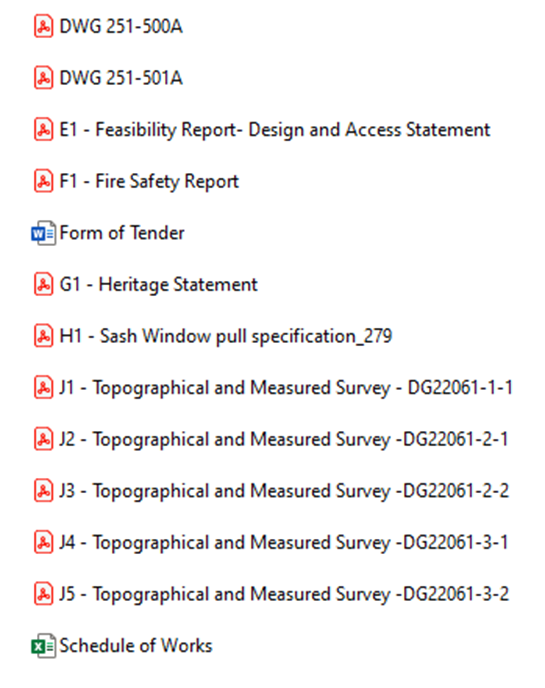 DWG 251-500A
DWG 251-501A
E1 - Feasibility Report- Design and Access Statement
F1 - Fire Safety Report
Form of Tender
G1 - Heritage Statement
H1 - Sash Window pull specification_279
J1 - Topographical and Measured Survey - DG22061-1-1
J2 - Topographical and Measured Survey -DG22061-2-1
J3 - Topographical and Measured Survey -DG22061-2-2
J4 - Topographical and Measured Survey -DG22061-3-1
J5 - Topographical and Measured Survey -DG22061-3-2
Schedule of Works